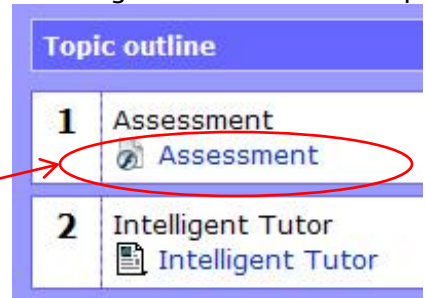 Topic outline
1 Assessment
Assessment
2 Intelligent Tutor
Intelligent Tutor